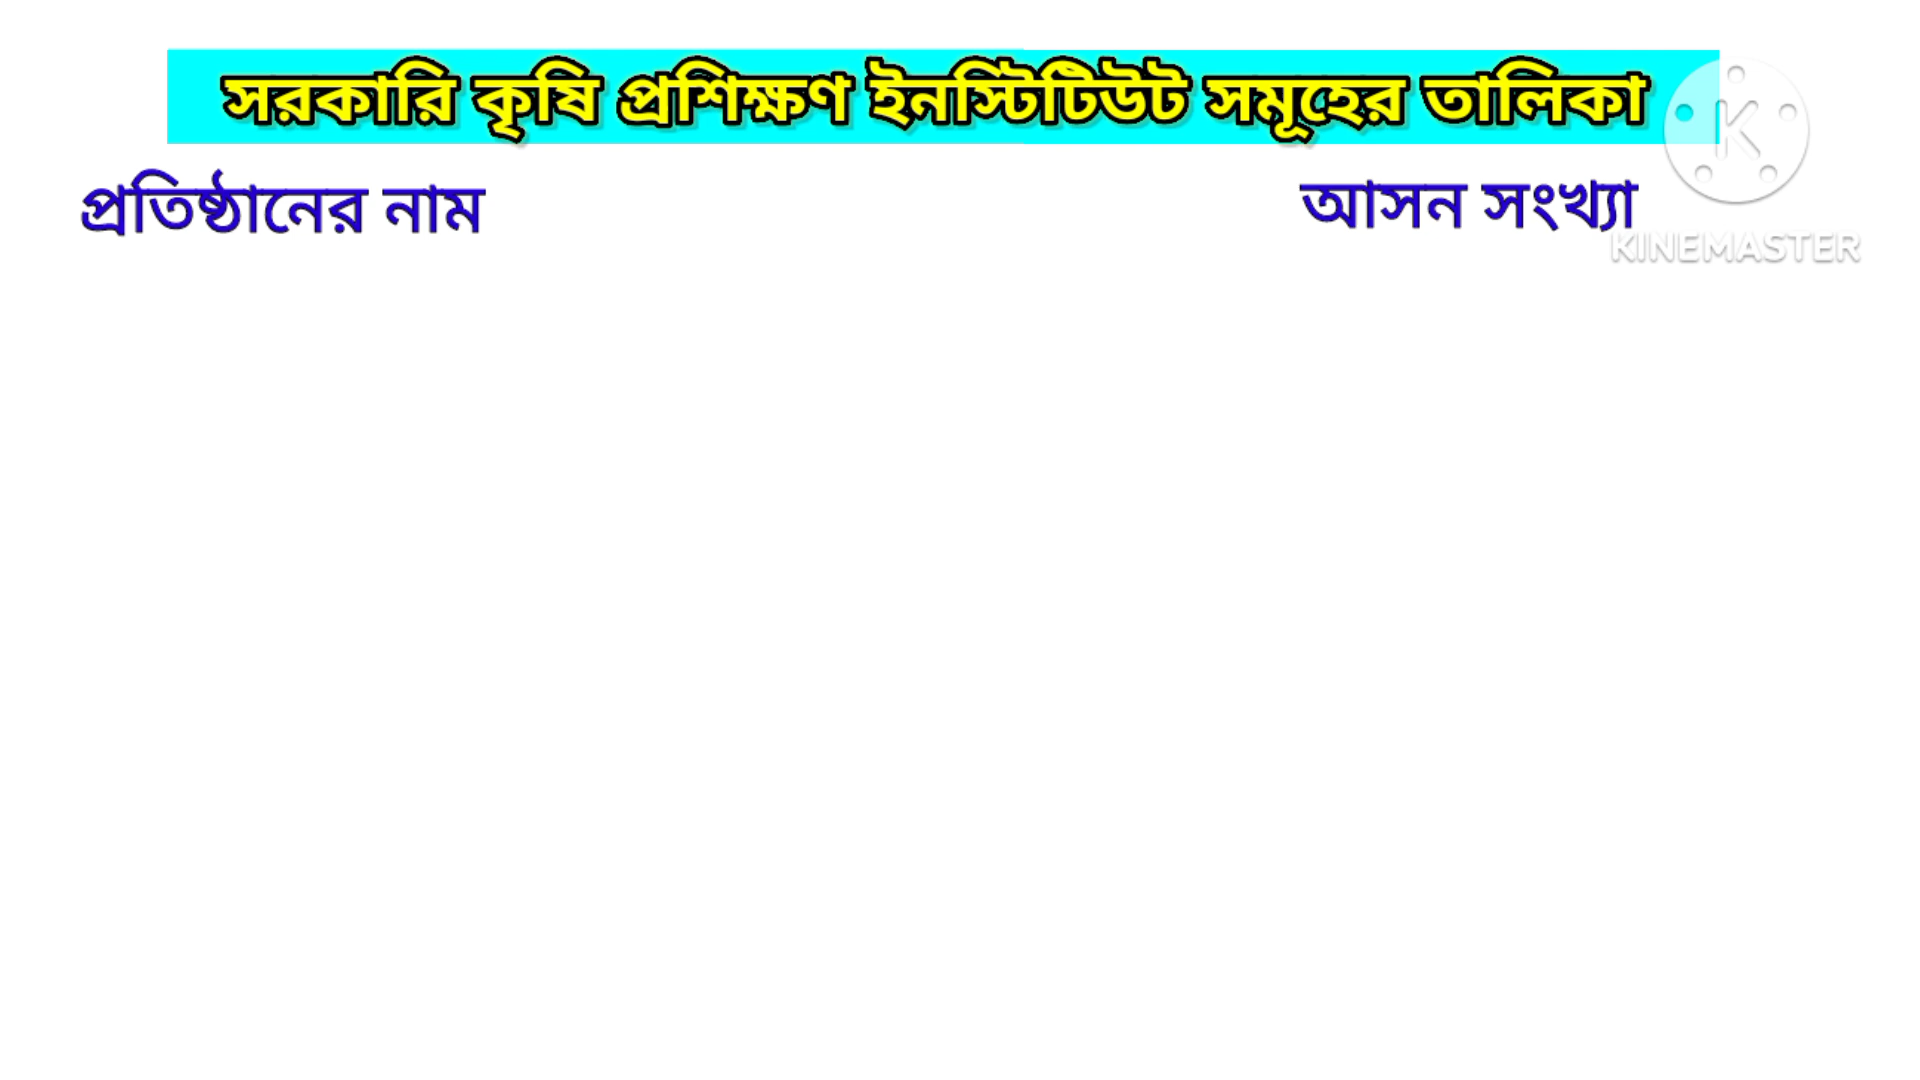 সরকারি কৃষি প্রশিক্ষণ ইনস্টিটিউট সমূহের তালিকা
প্রতিষ্ঠানের নাম আসন সংখ্যা
K
KINEMASTER